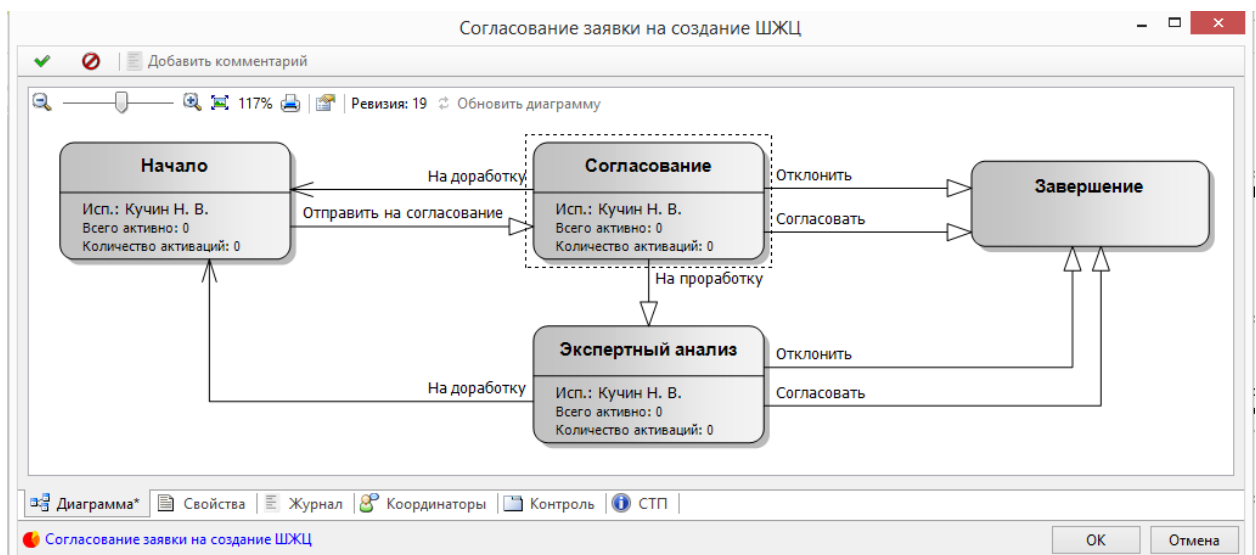 Согласование заявки на создание ШЖЦ
Добавить комментарий
117% Ревизия: 19 Обновить диаграмму
Начало
Исп.: Кучин Н. В.
Всего активно: 0
Количество активаций: 0
На доработку
Отправить на согласование
Согласование
Исп.: Кучин Н. В.
Всего активно: 0
Количество активаций: 0
Отклонить
Согласовать
Завершение
На проработку
Экспертный анализ
Исп.: Кучин Н. В.
Всего активно: 0
Количество активаций: 0
На доработку
Отклонить
Согласовать
Диаграмма* Свойства Журнал Координаторы Контроль СТП
Согласование заявки на создание ШЖЦ
ОК Отмена